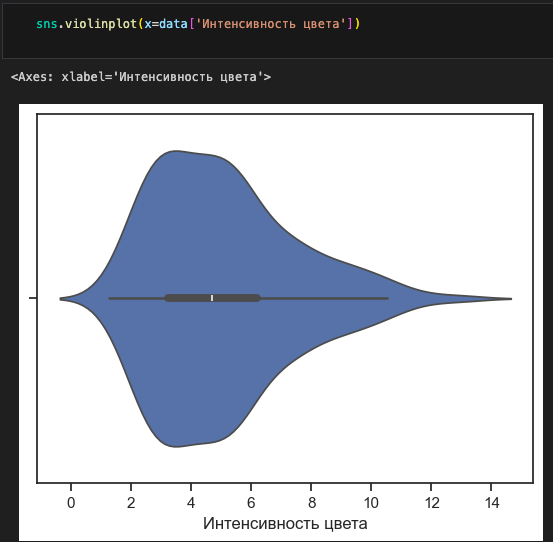 sns.violinplot(x=data['Интенсивность цвета'])
<Axes: xlabel='Интенсивность цвета'>
0 2 4 6 8 10 12 14
Интенсивность цвета